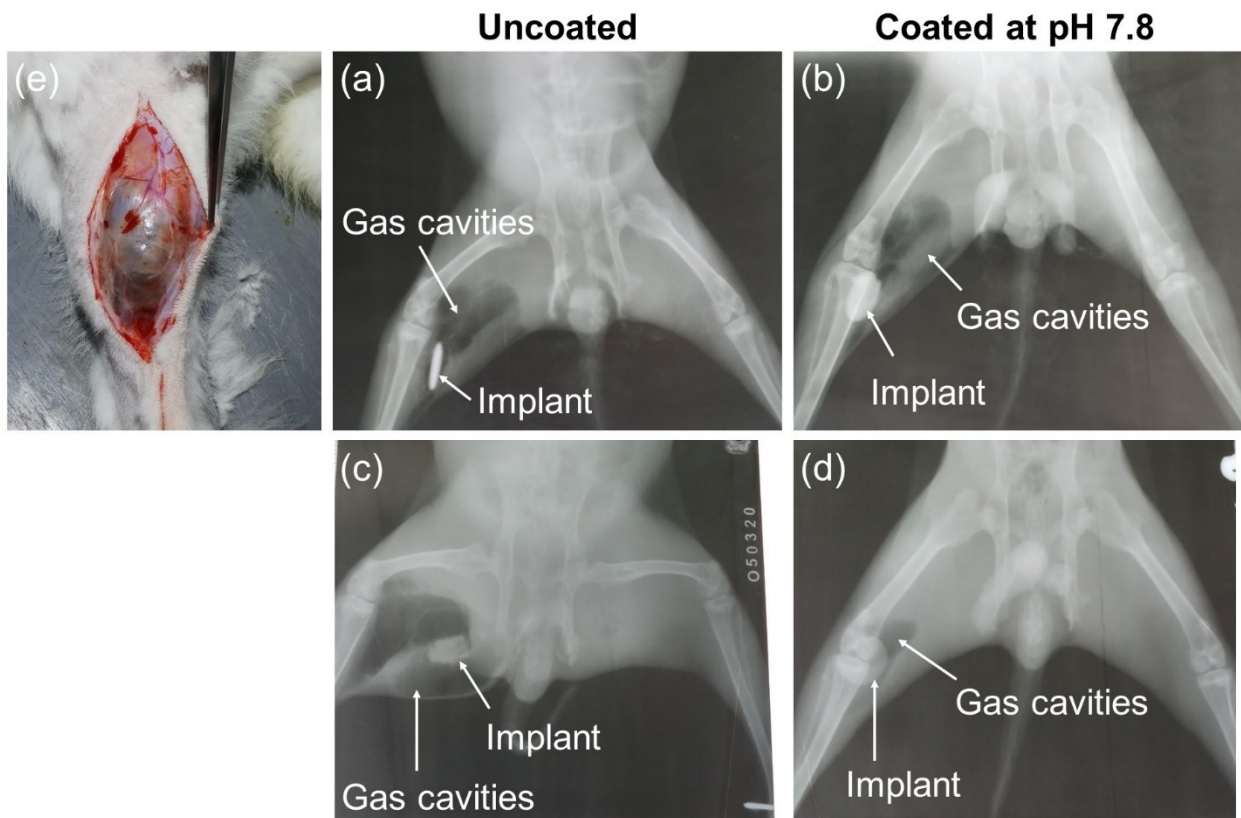 Uncoated
Coated at pH 7.8
(e)
(a)
Gas cavities
Implant
(b)
Gas cavities
Implant
(c)
Implant
Gas cavities
O50320
(d)
Gas cavities
Implant